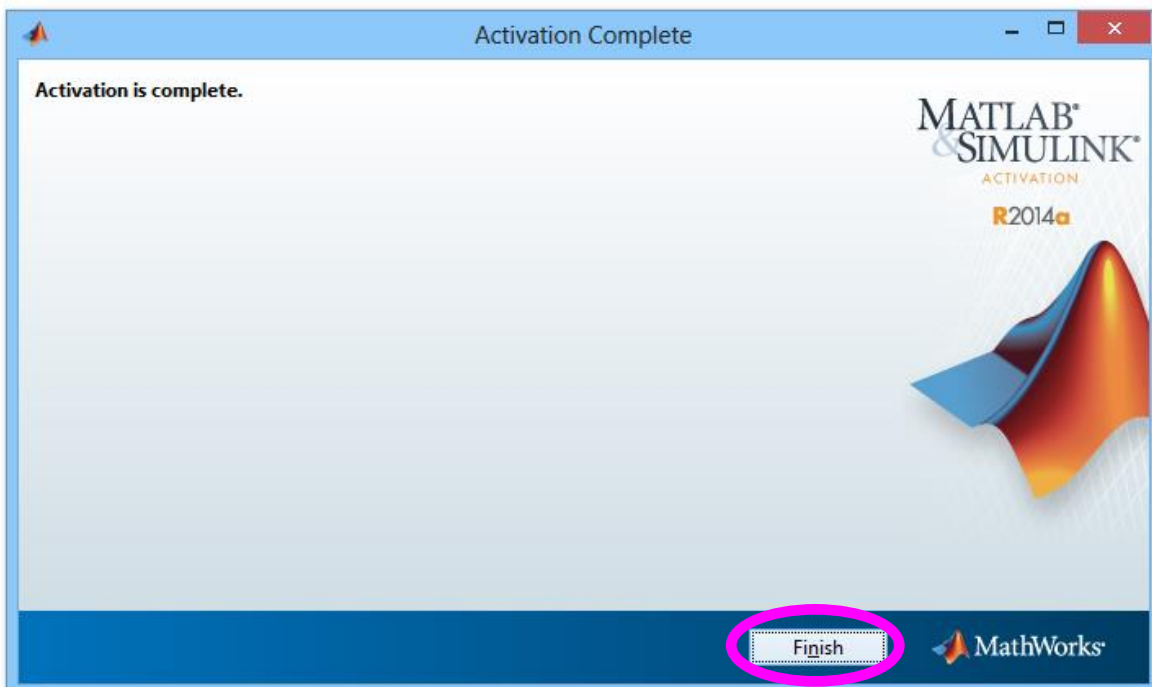 Activation Complete
Activation is complete.
MATLAB®
&SIMULINK®
ACTIVATION
R2014a
Finish
MathWorks®